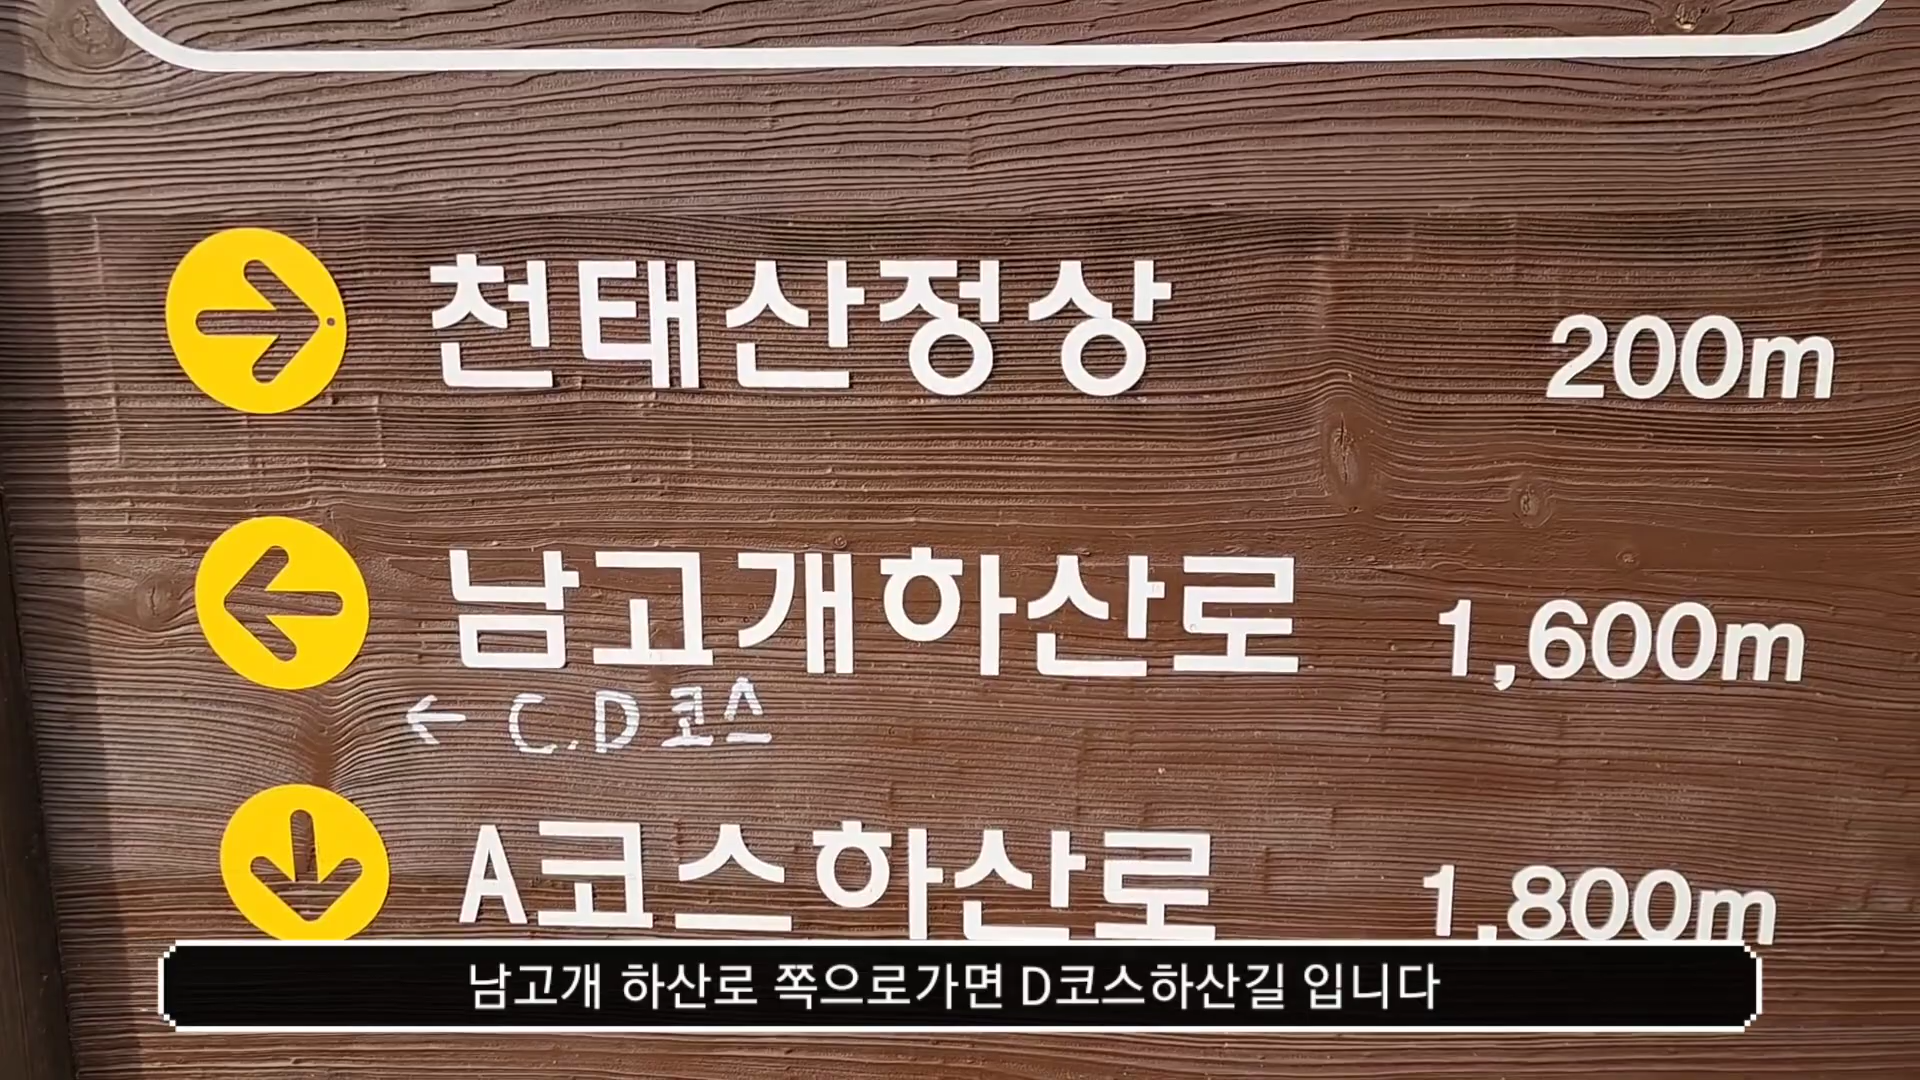 천태산정상 200m
남고개하산로 1,600m
← C.D코스
A코스하산로 1,800m
남고개 하산로 쪽으로가면 D코스하산길 입니다